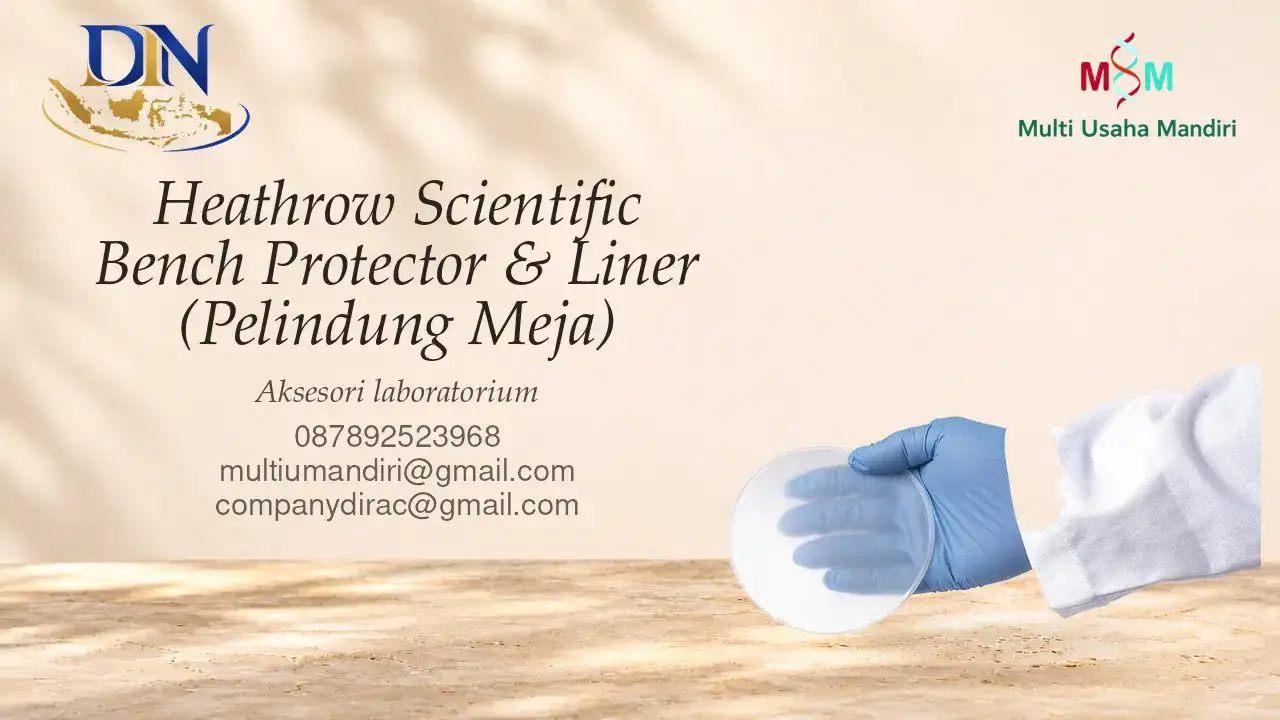 DIN
MSM
Multi Usaha Mandiri
Heathrow Scientific
Bench Protector & Liner
(Pelindung Meja)
Aksesori laboratorium
087892523968
multiumandiri@gmail.com
companydirac@gmail.com